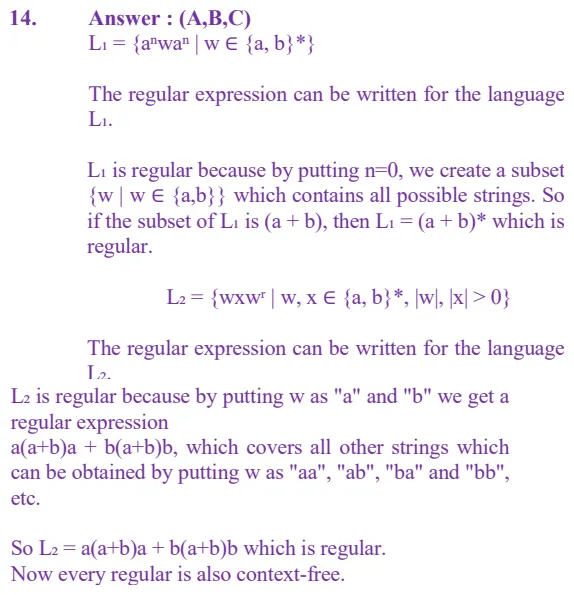 14. Answer : (A,B,C)
L₁ = {aⁿwaⁿ | w ∈ {a, b}*}
The regular expression can be written for the language
L₁.
L₁ is regular because by putting n=0, we create a subset
{w | w ∈ {a,b}} which contains all possible strings. So
if the subset of L₁ is (a + b), then L₁ = (a + b)* which is
regular.
L₂ = {wxwʳ | w, x ∈ {a, b}*, |w|, |x| > 0}
The regular expression can be written for the language
L₂.
L₂ is regular because by putting w as "a" and "b" we get a
regular expression
a(a+b)a + b(a+b)b, which covers all other strings which
can be obtained by putting w as "aa", "ab", "ba" and "bb",
etc.
So L₂ = a(a+b)a + b(a+b)b which is regular.
Now every regular is also context-free.